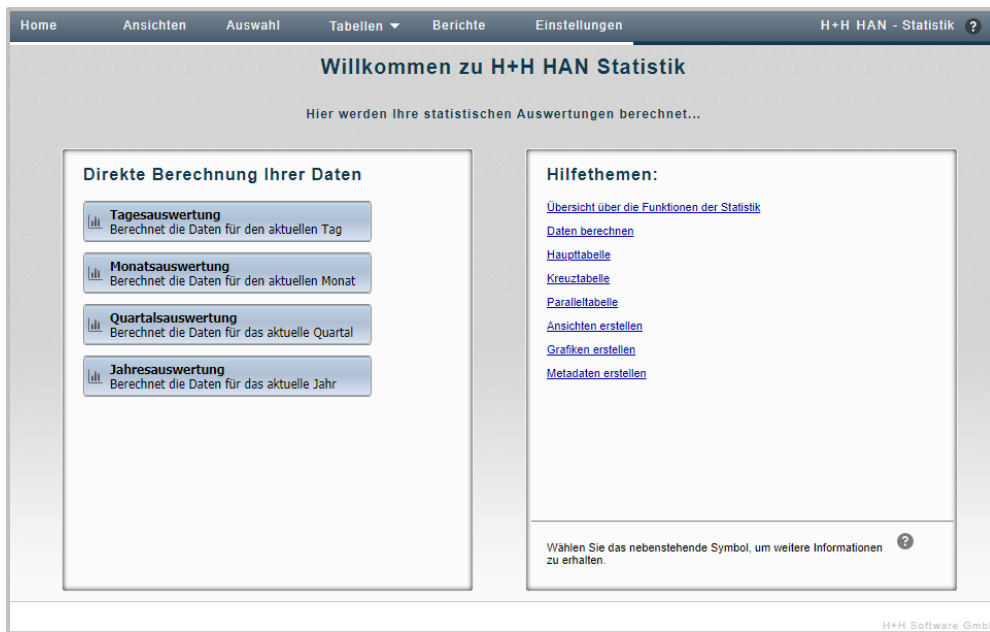 Home Ansichten Auswahl Tabellen Berichte Einstellungen H+H HAN - Statistik ?
Willkommen zu H+H HAN Statistik
Hier werden Ihre statistischen Auswertungen berechnet...
Direkte Berechnung Ihrer Daten
Tagesauswertung
Berechnet die Daten für den aktuellen Tag
Monatsauswertung
Berechnet die Daten für den aktuellen Monat
Quartalsauswertung
Berechnet die Daten für das aktuelle Quartal
Jahresauswertung
Berechnet die Daten für das aktuelle Jahr
Hilfethemen:
Übersicht über die Funktionen der Statistik
Daten berechnen
Haupttabelle
Kreuztabelle
Paralleltabelle
Ansichten erstellen
Grafiken erstellen
Metadaten erstellen
Wählen Sie das nebenstehende Symbol, um weitere Informationen ?
zu erhalten.
H+H Software Gmb